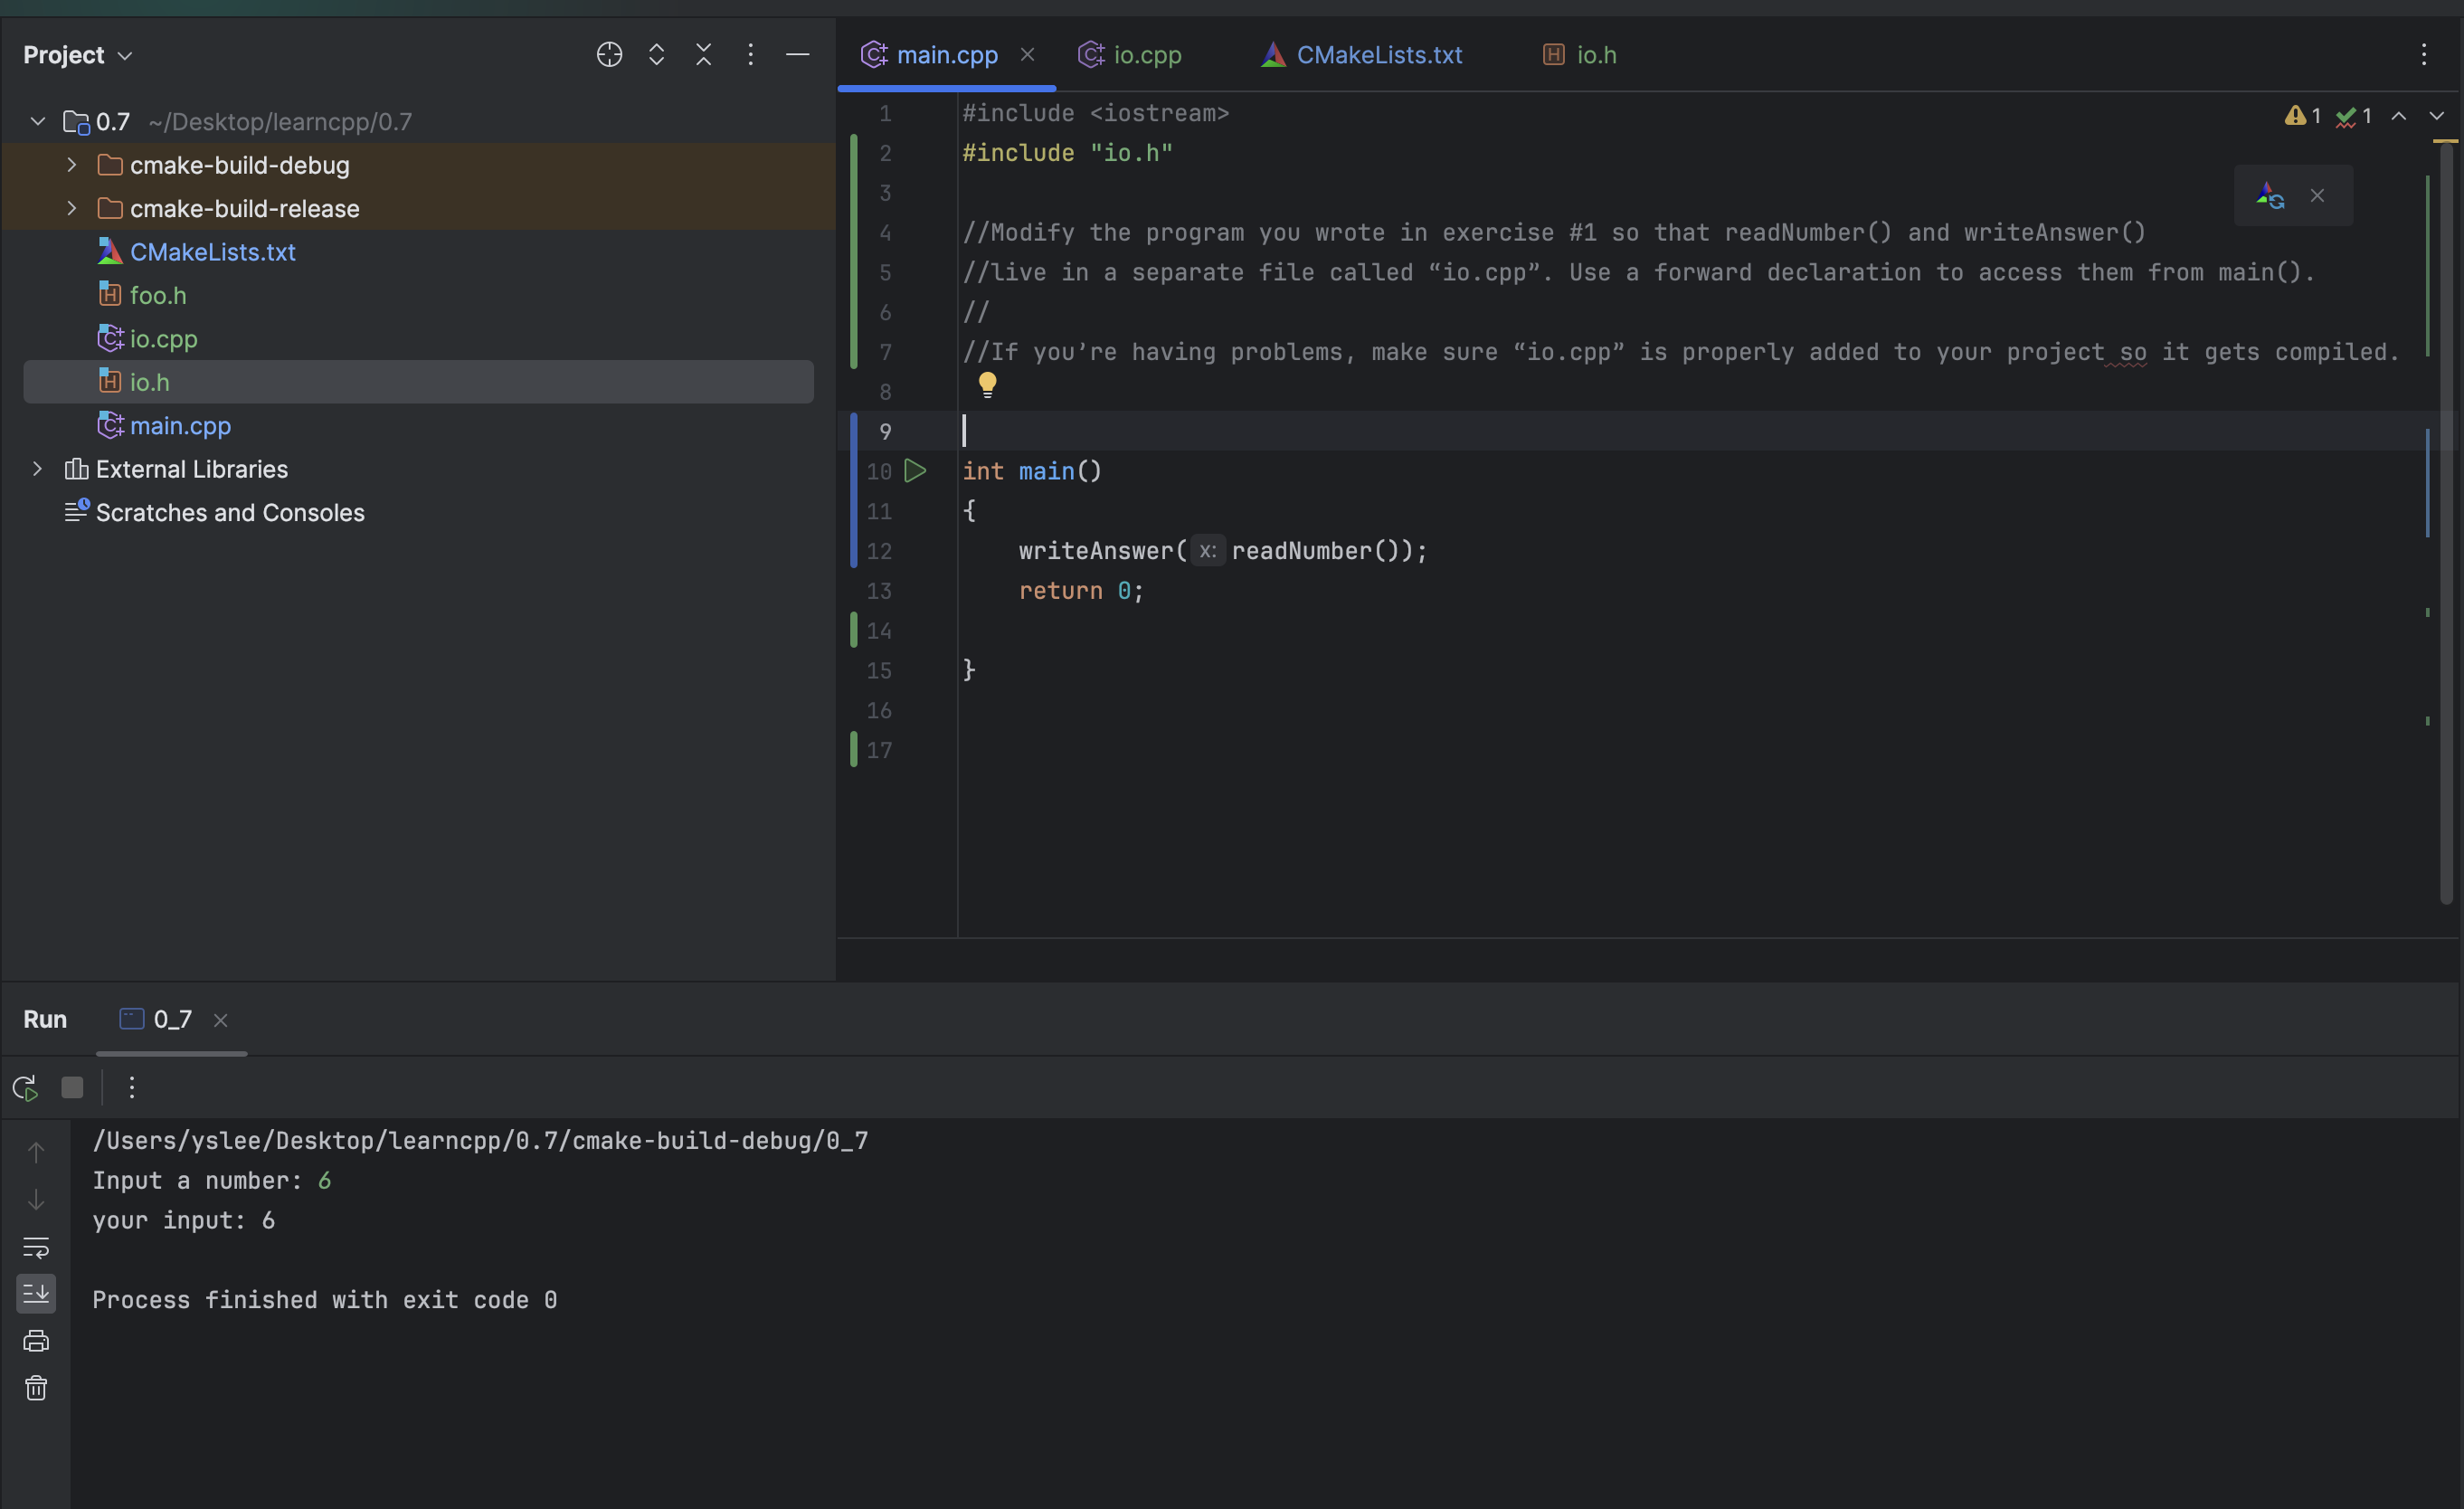 Project
0.7 ~/Desktop/learncpp/0.7
cmake-build-debug
cmake-build-release
CMakeLists.txt
foo.h
io.cpp
io.h
main.cpp
External Libraries
Scratches and Consoles
main.cpp io.cpp CMakeLists.txt io.h
1 #include <iostream>
1 1
2 #include "io.h"
3
4 //Modify the program you wrote in exercise #1 so that readNumber() and writeAnswer()
5 //live in a separate file called “io.cpp”. Use a forward declaration to access them from main().
6 //
7 //If you’re having problems, make sure “io.cpp” is properly added to your project so it gets compiled.
8
9
10 int main()
11 {
12 writeAnswer( x: readNumber());
13 return 0;
14
15 }
16
17
Run 0_7
/Users/yslee/Desktop/learncpp/0.7/cmake-build-debug/0_7
Input a number: 6
your input: 6
Process finished with exit code 0